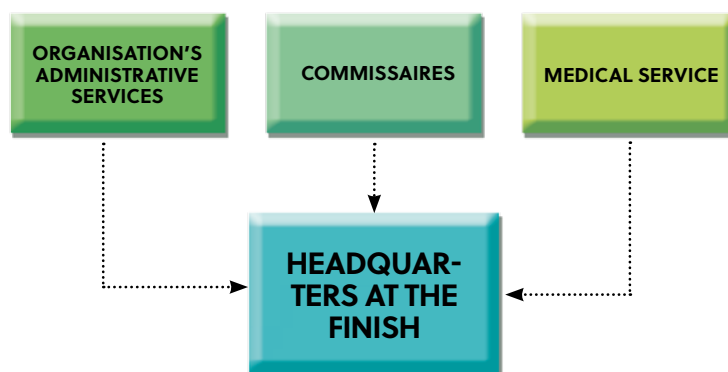 ORGANISATION'S
ADMINISTRATIVE
SERVICES
COMMISSAIRES
MEDICAL SERVICE
HEADQUAR-
TERS AT THE
FINISH